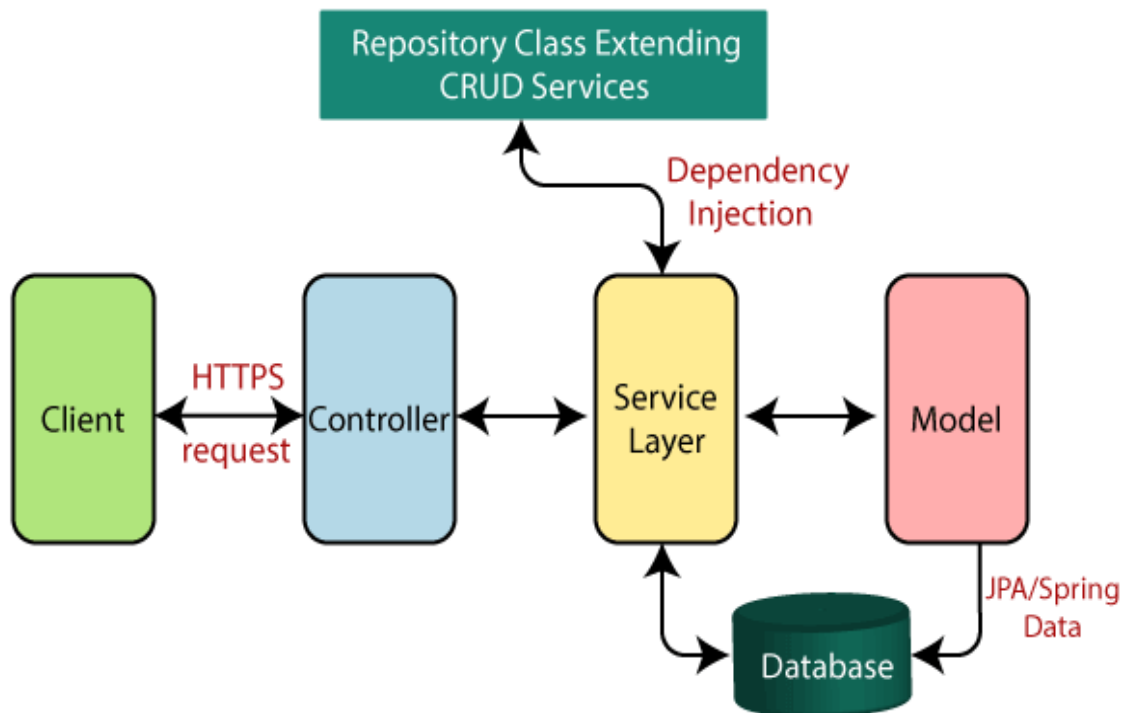 Repository Class Extending
CRUD Services
Dependency
Injection
HTTPS
request
Client
Controller
Service
Layer
Model
JPA/Spring
Data
Database